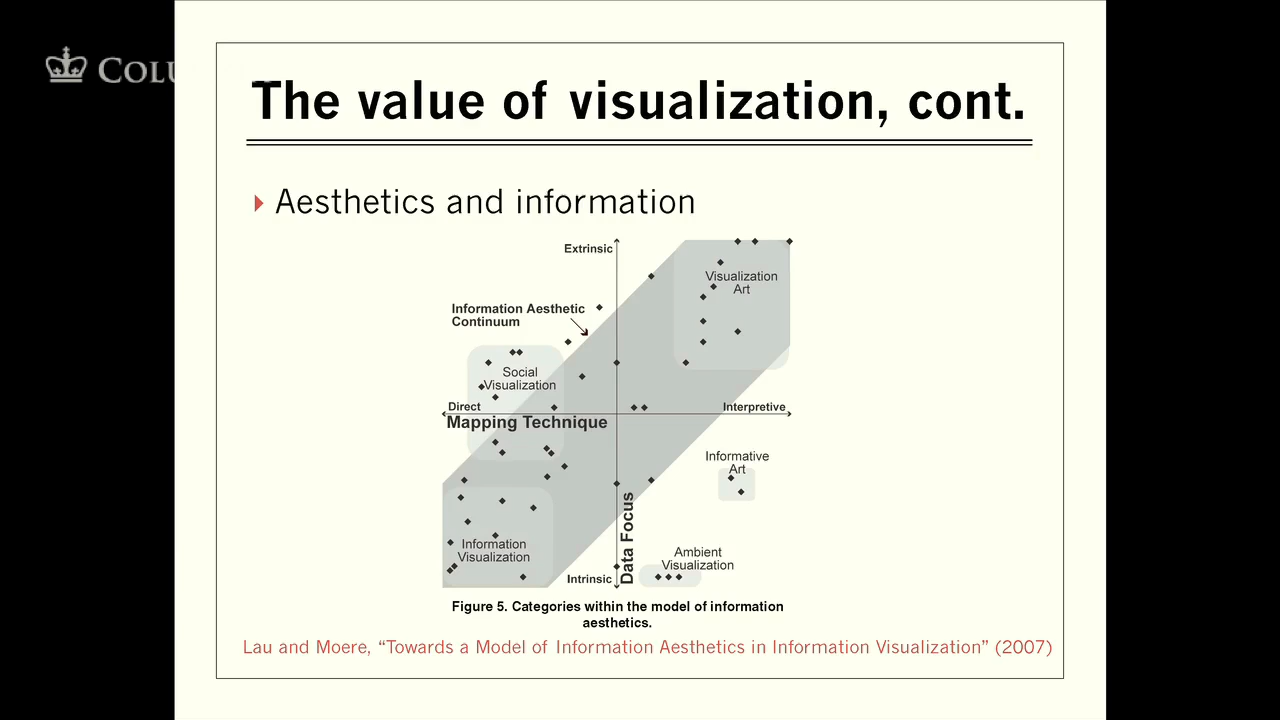 COLU
The value of visualization, cont.
Aesthetics and information
Extrinsic
Visualization
Art
Information Aesthetic
Continuum
Social
Visualization
Direct
Interpretive
Mapping Technique
Informative
Art
Data Focus
Information
Visualization
Ambient
Visualization
Intrinsic
Figure 5. Categories within the model of information
aesthetics.
Lau and Moere, “Towards a Model of Information Aesthetics in Information Visualization” (2007)